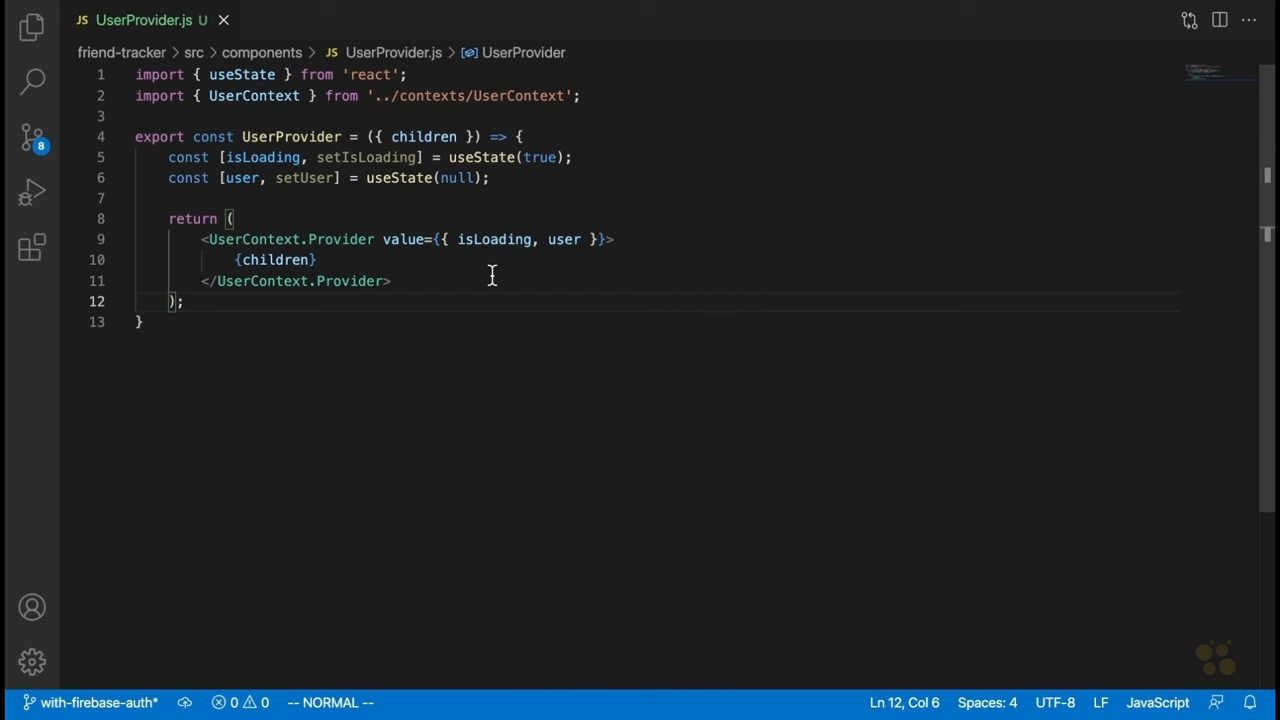 JS UserProvider.js U
friend-tracker > src > components > JS UserProvider.js > UserProvider
1 import { useState } from 'react';
2 import { UserContext } from '../contexts/UserContext';
3
4 export const UserProvider = ({ children }) => {
5     const [isLoading, setIsLoading] = useState(true);
6     const [user, setUser] = useState(null);
7
8     return (
9         <UserContext.Provider value={{ isLoading, user }}>
10             {children}
11         </UserContext.Provider>
12     );
13 }
8
with-firebase-auth* 0 0 -- NORMAL -- Ln 12, Col 6 Spaces: 4 UTF-8 LF JavaScript